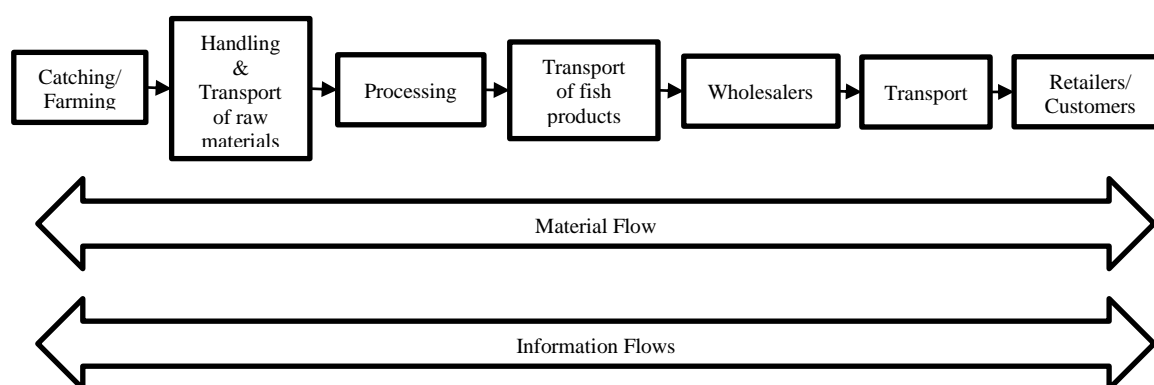 Catching/
Farming
Handling
&
Transport
of raw
materials
Processing
Transport
of fish
products
Wholesalers
Transport
Retailers/
Customers
Material Flow
Information Flows